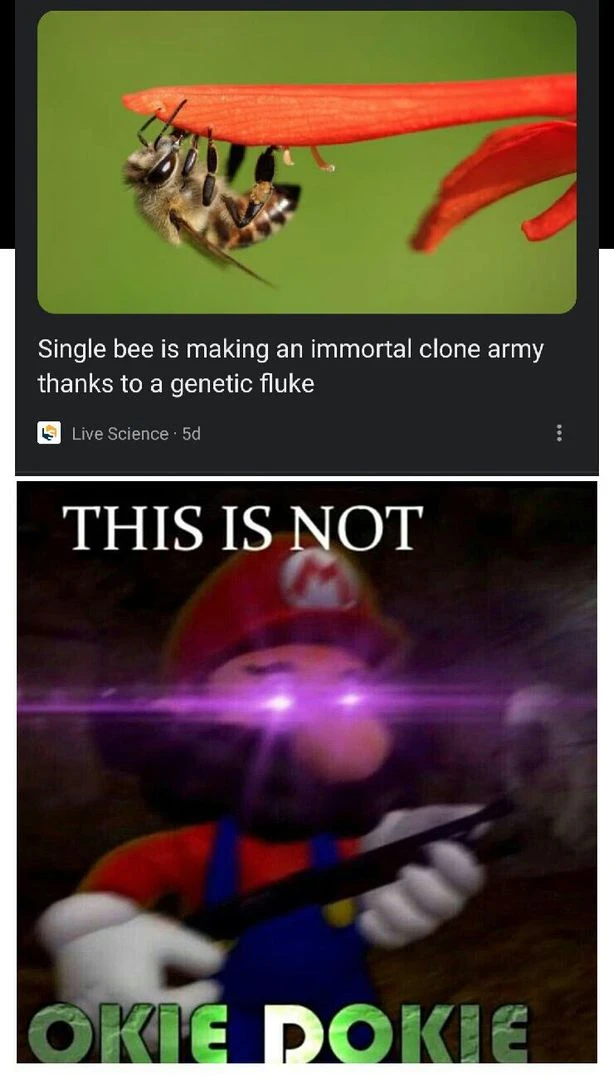 Single bee is making an immortal clone army
thanks to a genetic fluke
Live Science · 5d
THIS IS NOT
M
OKIE DOKIE